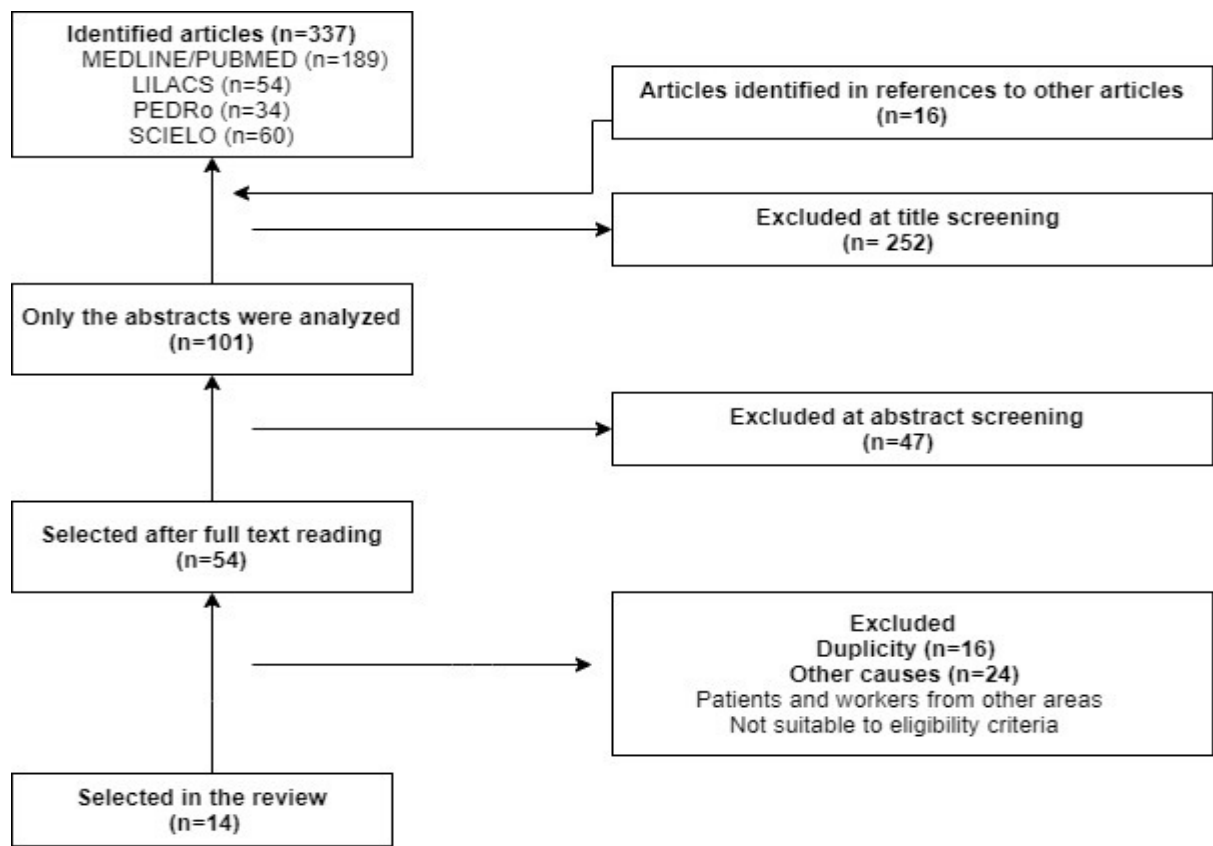 Identified articles (n=337)
MEDLINE/PUBMED (n=189)
LILACS (n=54)
PEDRo (n=34)
SCIELO (n=60)
Articles identified in references to other articles
(n=16)
Excluded at title screening
(n= 252)
Only the abstracts were analyzed
(n=101)
Excluded at abstract screening
(n=47)
Selected after full text reading
(n=54)
Excluded
Duplicity (n=16)
Other causes (n=24)
Patients and workers from other areas
Not suitable to eligibility criteria
Selected in the review
(n=14)